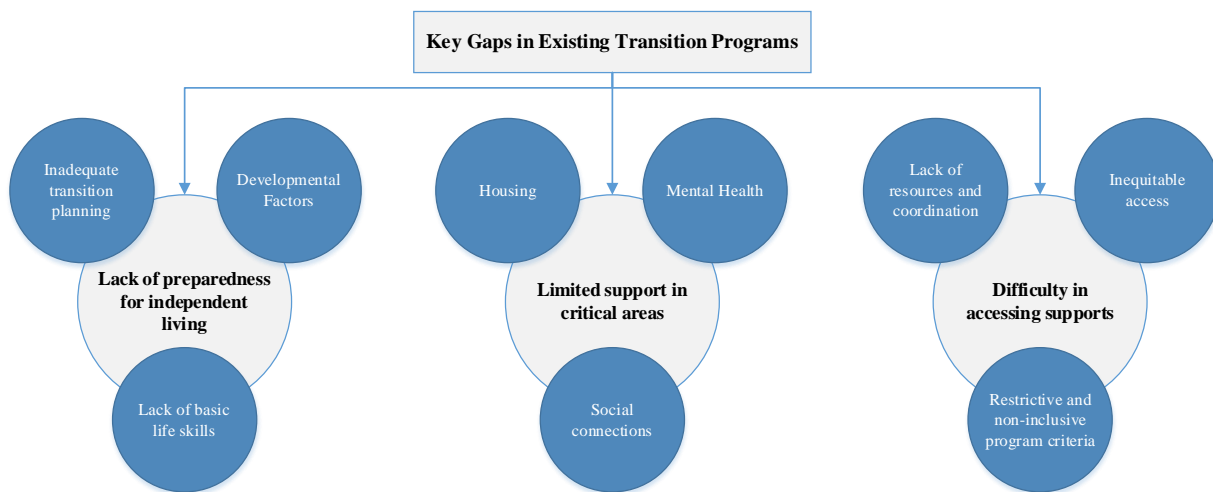 Key Gaps in Existing Transition Programs
Inadequate
transition
planning
Developmental
Factors
Lack of preparedness
for independent
living
Lack of basic
life skills
Housing
Mental Health
Limited support in
critical areas
Social
connections
Lack of
resources and
coordination
Inequitable
access
Difficulty in
accessing supports
Restrictive and
non-inclusive
program criteria